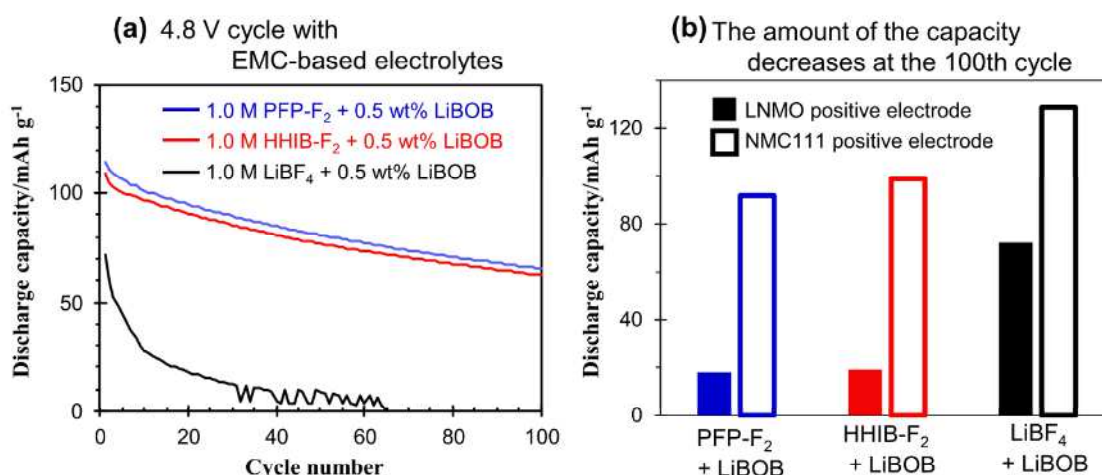 (a) 4.8 V cycle with
EMC-based electrolytes
Discharge capacity/mAh g⁻¹
150
100
50
0
1.0 M PFP-F₂ + 0.5 wt% LiBOB
1.0 M HHIB-F₂ + 0.5 wt% LiBOB
1.0 M LiBF₄ + 0.5 wt% LiBOB
0 20 40 60 80 100
Cycle number
(b) The amount of the capacity
decreases at the 100th cycle
Discharge capacity/mAh g⁻¹
120
80
40
0
LNMO positive electrode
NMC111 positive electrode
PFP-F₂
+ LiBOB
HHIB-F₂
+ LiBOB
LiBF₄
+ LiBOB